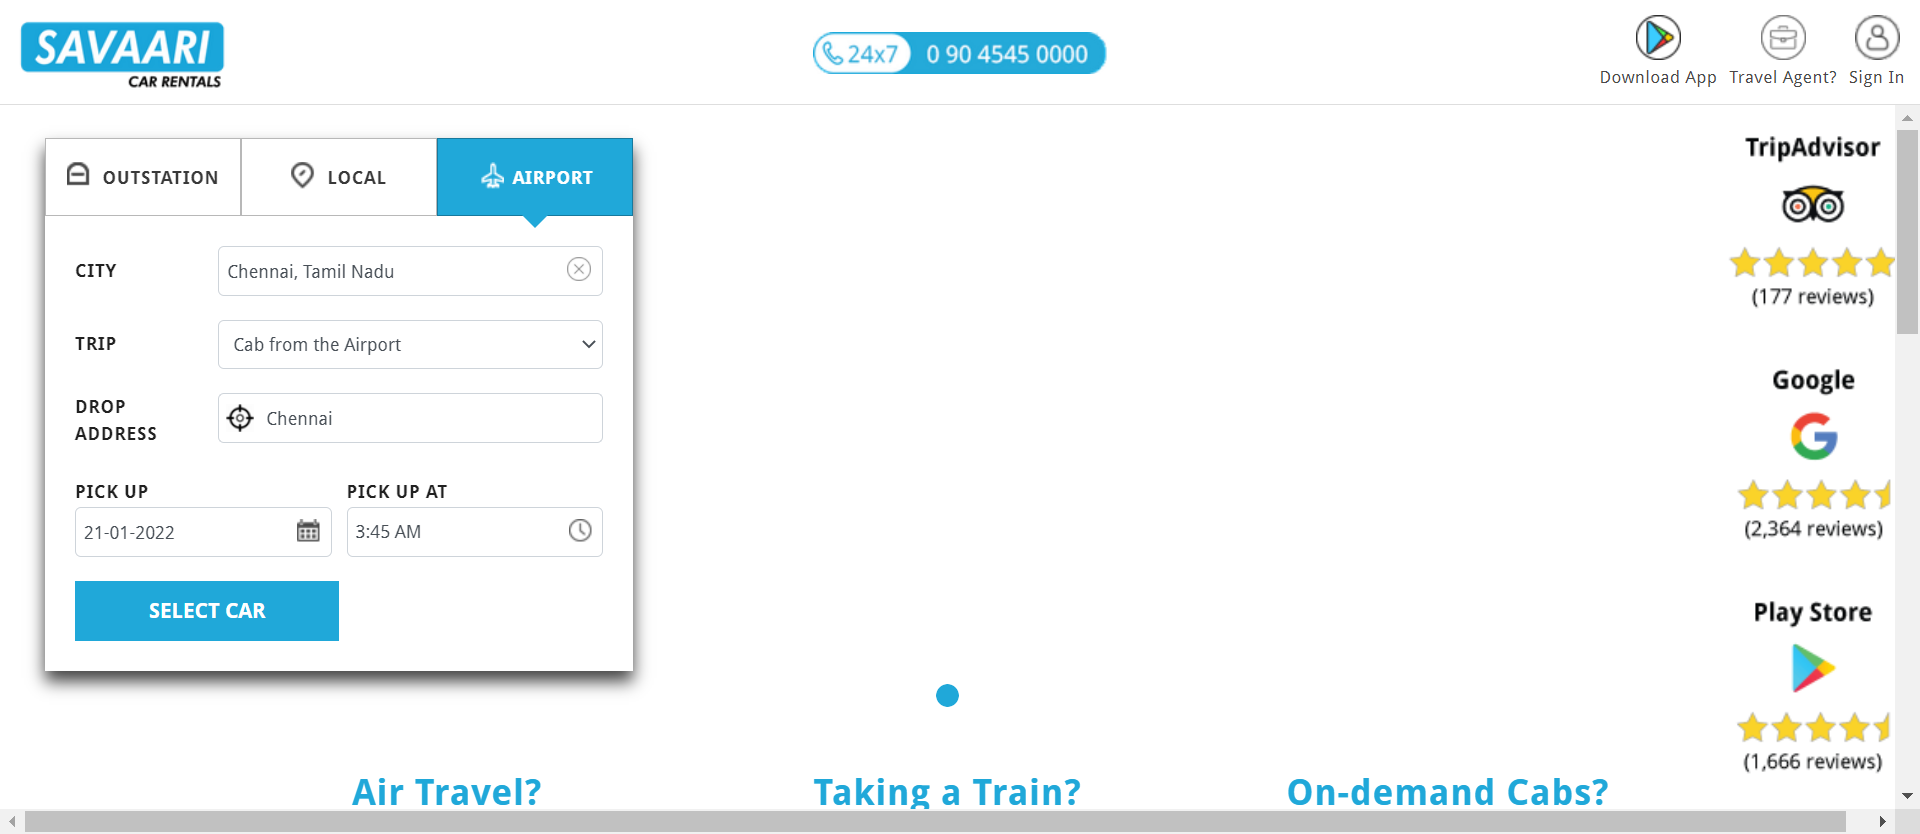 SAVAARI
CAR RENTALS
24x7 0 90 4545 0000
Download App
Travel Agent?
Sign In
OUTSTATION
LOCAL
AIRPORT
CITY
Chennai, Tamil Nadu
TRIP
Cab from the Airport
DROP
ADDRESS
Chennai
PICK UP
PICK UP AT
21-01-2022
3:45 AM
SELECT CAR
TripAdvisor
(177 reviews)
Google
(2,364 reviews)
Play Store
(1,666 reviews)
Air Travel?
Taking a Train?
On-demand Cabs?